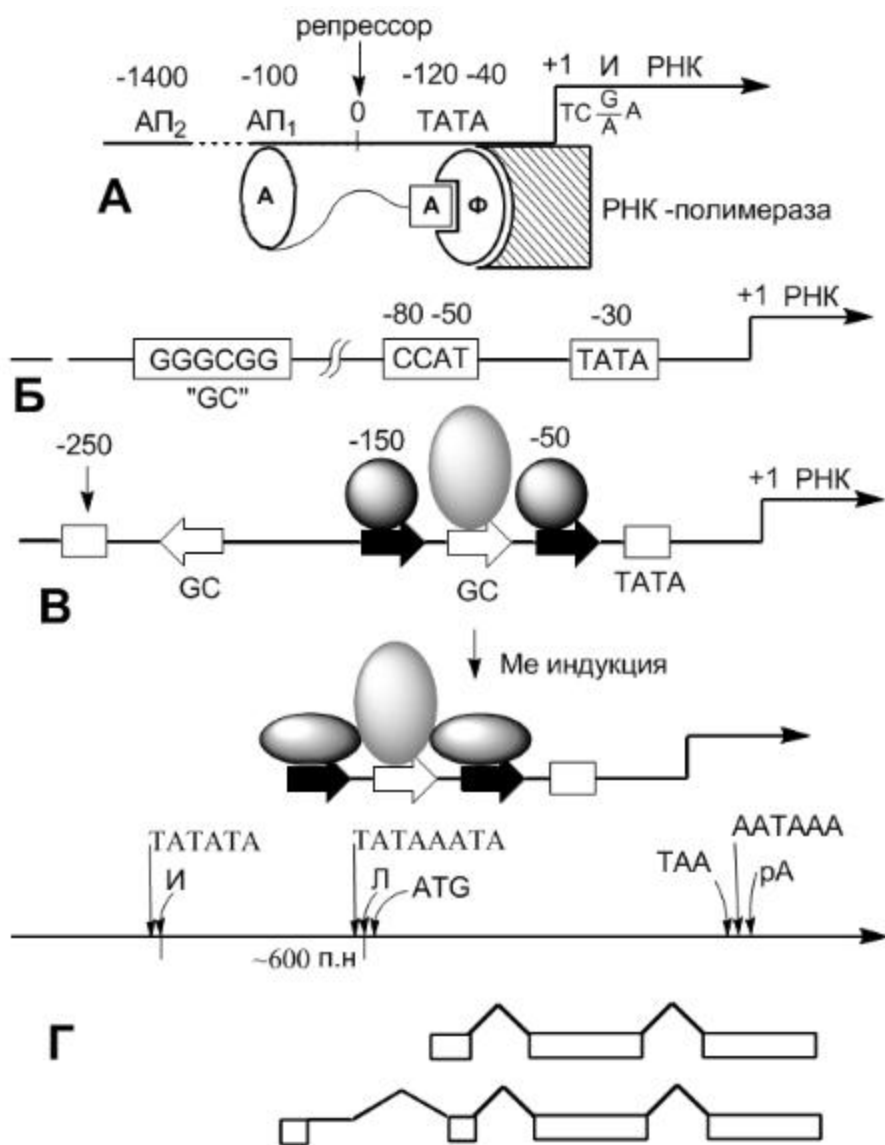 репрессор
-1400 -100 0 -120 -40 +1 И РНК
АП₂ АП₁ ТАТА ТС G/A А
А А А Ф РНК -полимераза
-80 -50 -30 +1 РНК
GGGCGG ССАТ ТАТА
"GC"
Б
-250 -150 -50 +1 РНК
GC GC ТАТА
В
Ме индукция
ТАТАТА ТАТАААТА ААТААА
И Л ATG ТАА рА
~600 п.н
Г